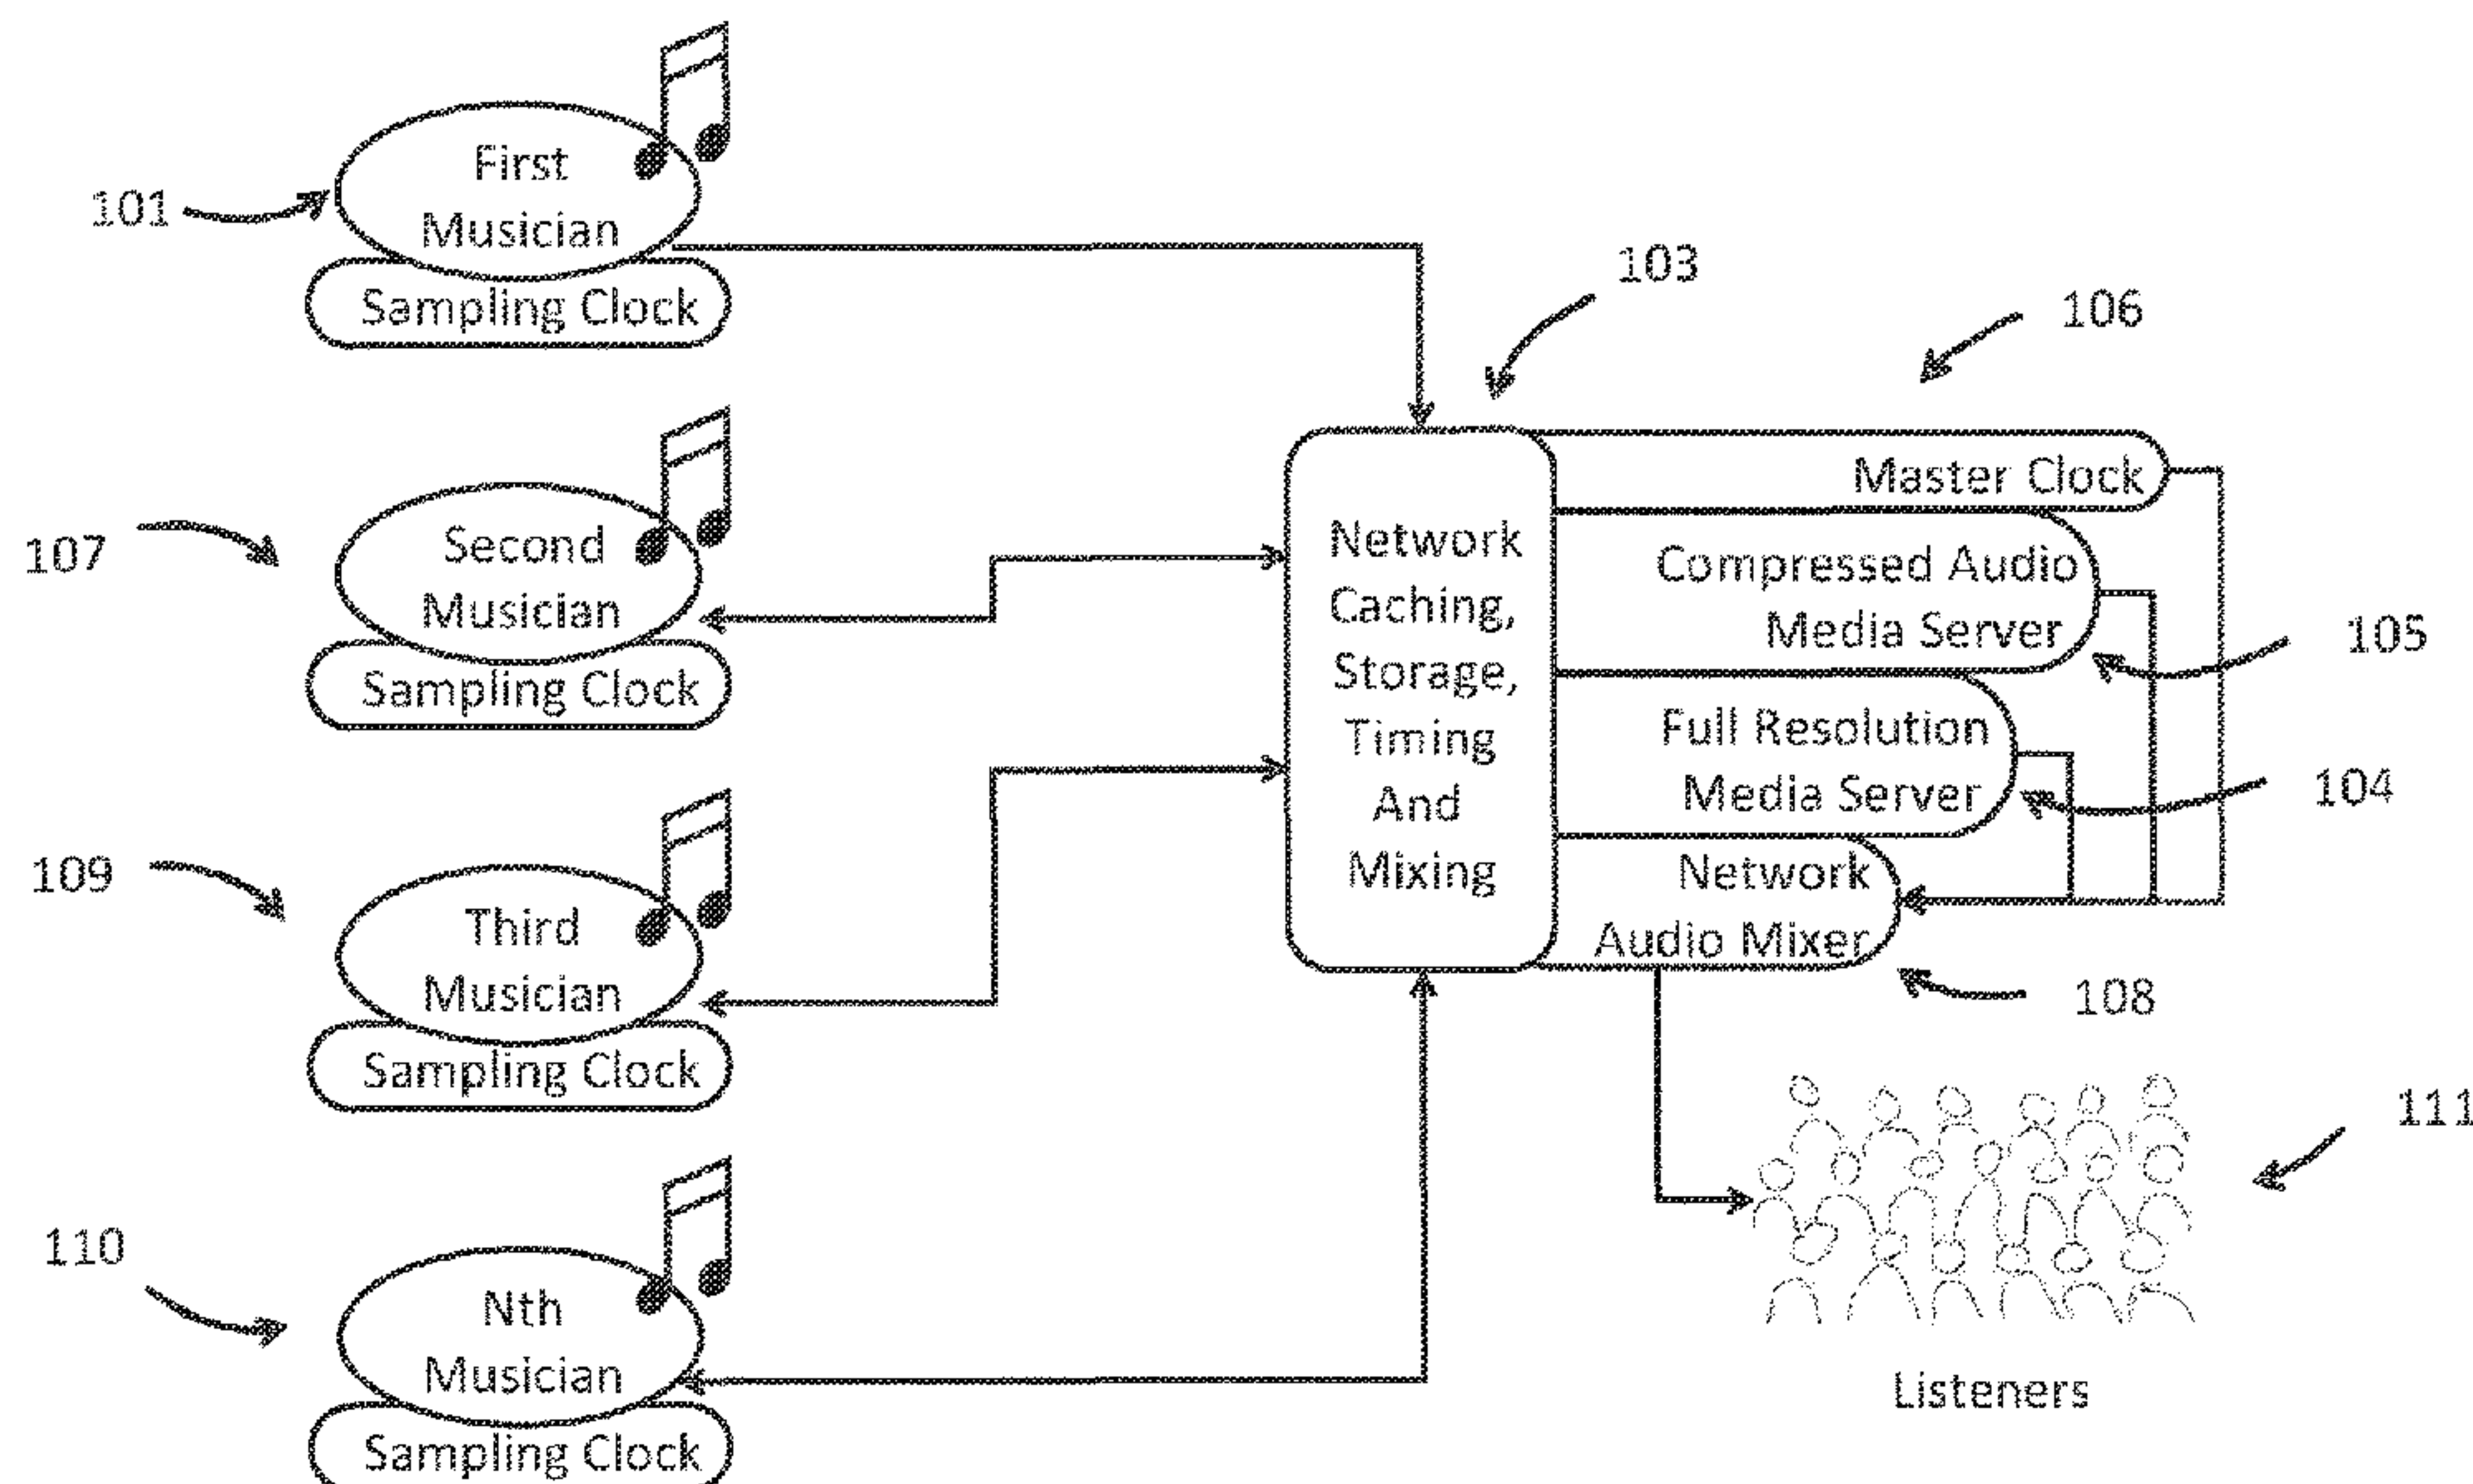 First
Musician
101
Sampling Clock
103
106
Second
Musician
107
Sampling Clock
Network
Caching,
Storage,
Timing
And
Mixing
Master Clock
Compressed Audio
Media Server
105
Full Resolution
Media Server
104
Network
Audio Mixer
108
Third
Musician
109
Sampling Clock
111
Listeners
Nth
Musician
110
Sampling Clock